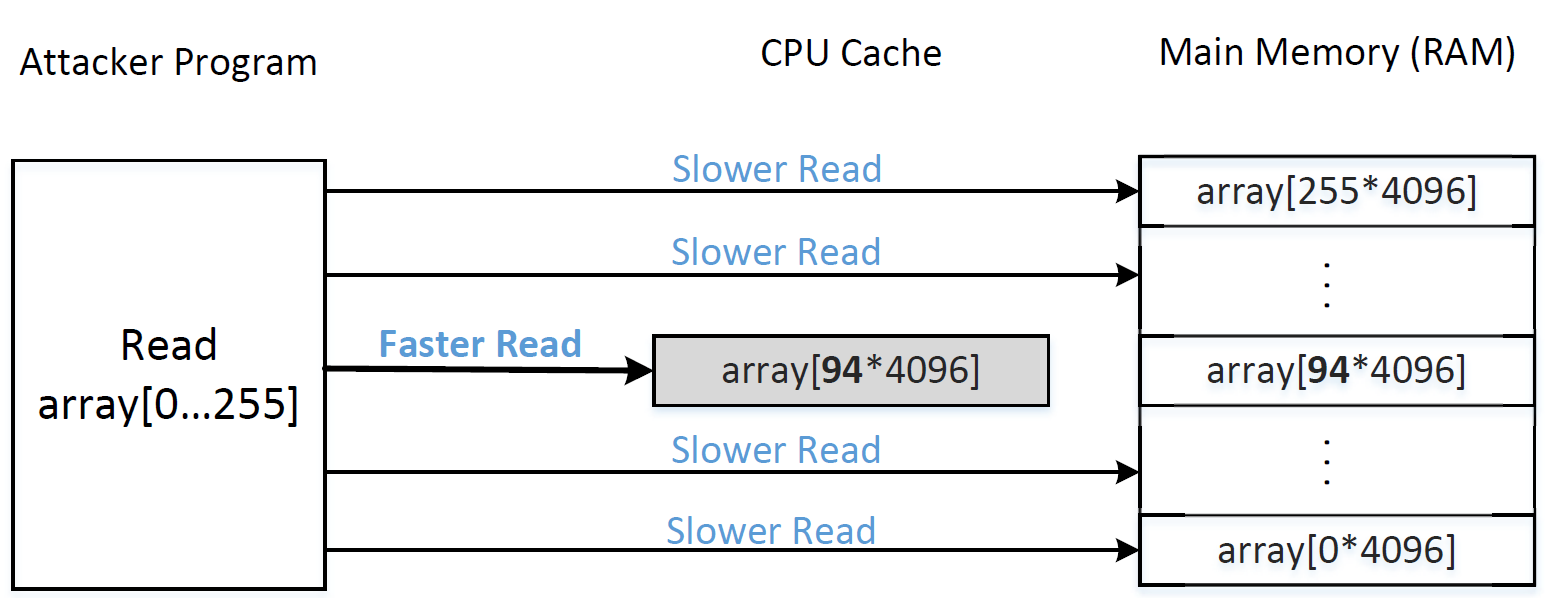 Attacker Program
CPU Cache
Main Memory (RAM)
Slower Read
array[255*4096]
Slower Read
⋮
Read
array[0...255]
Faster Read
array[94*4096]
array[94*4096]
Slower Read
⋮
Slower Read
array[0*4096]